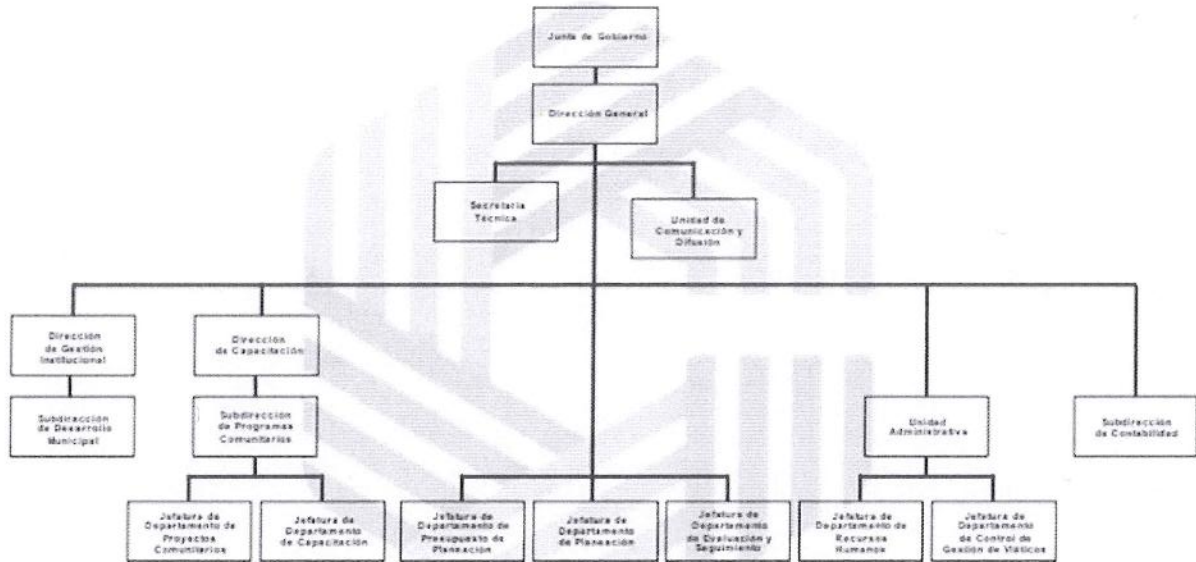 Junta de Gobierno
Dirección General
Secretaría
Técnica
Unidad de
Comunicación y
Difusión
Dirección
de Gestión
Institucional
Dirección
de Capacitación
Subdirección
de Desarrollo
Municipal
Subdirección
de Programas
Comunitarios
Unidad
Administrativa
Subdirección
de Contabilidad
Jefatura de
Departamento de
Proyectos
Comunitarios
Jefatura de
Departamento
de Capacitación
Jefatura de
Departamento de
Presupuesto de
Planeación
Jefatura de
Departamento
de Planeación
Jefatura de
Departamento
de Evaluación y
Seguimiento
Jefatura de
Departamento de
Recursos
Humanos
Jefatura de
Departamento
de Control de
Gestión de Viáticos